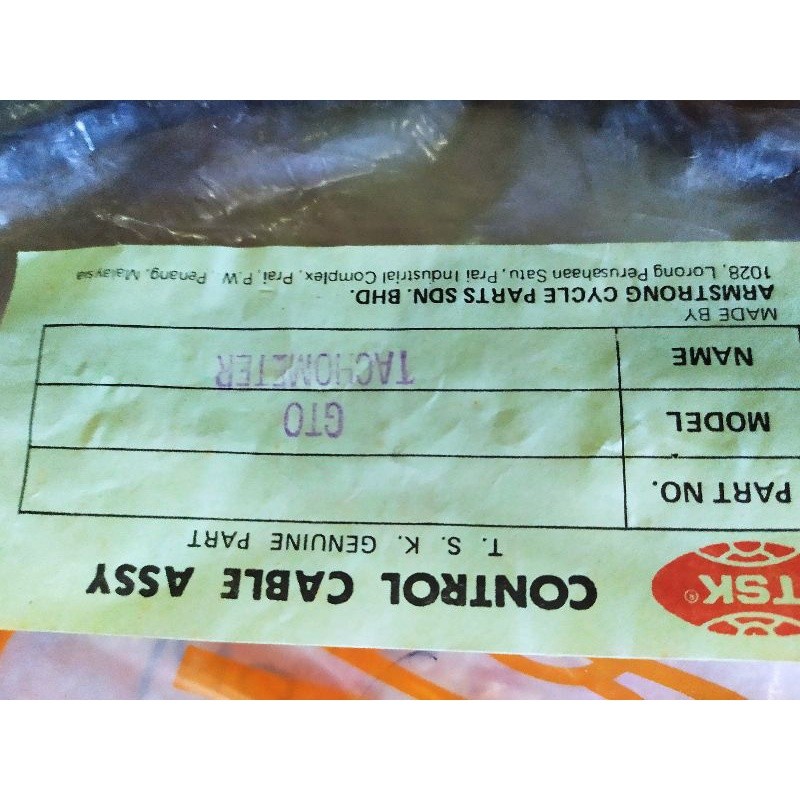 TSK®
CONTROL CABLE ASSY
T. S. K. GENUINE PART
PART NO.
MODEL GTO
NAME TACHOMETER
MADE BY
ARMSTRONG CYCLE PARTS SDN. BHD.
1028, Lorong Perusahaan Satu, Prai Industrial Complex, Prai, P.W., Penang, Malaysia